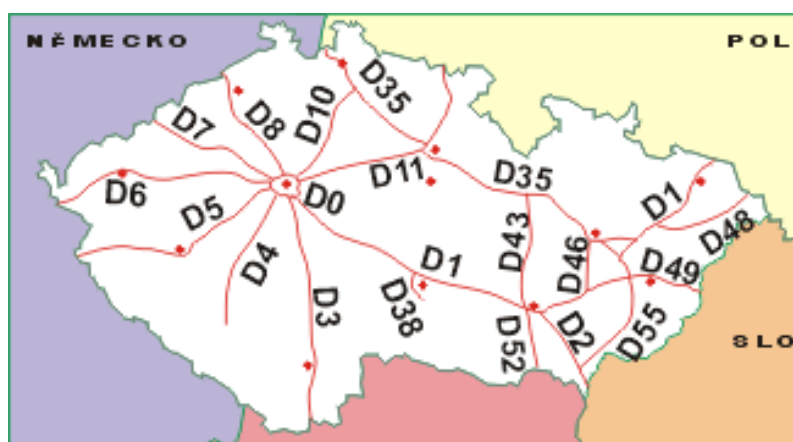 NĚMECKO
POL
D35
D10
D8
D7
D11
D35
D6
D0
D1
D5
D43
D48
D4
D46
D1
D49
D3
D38
D2
D55
D52
SLO